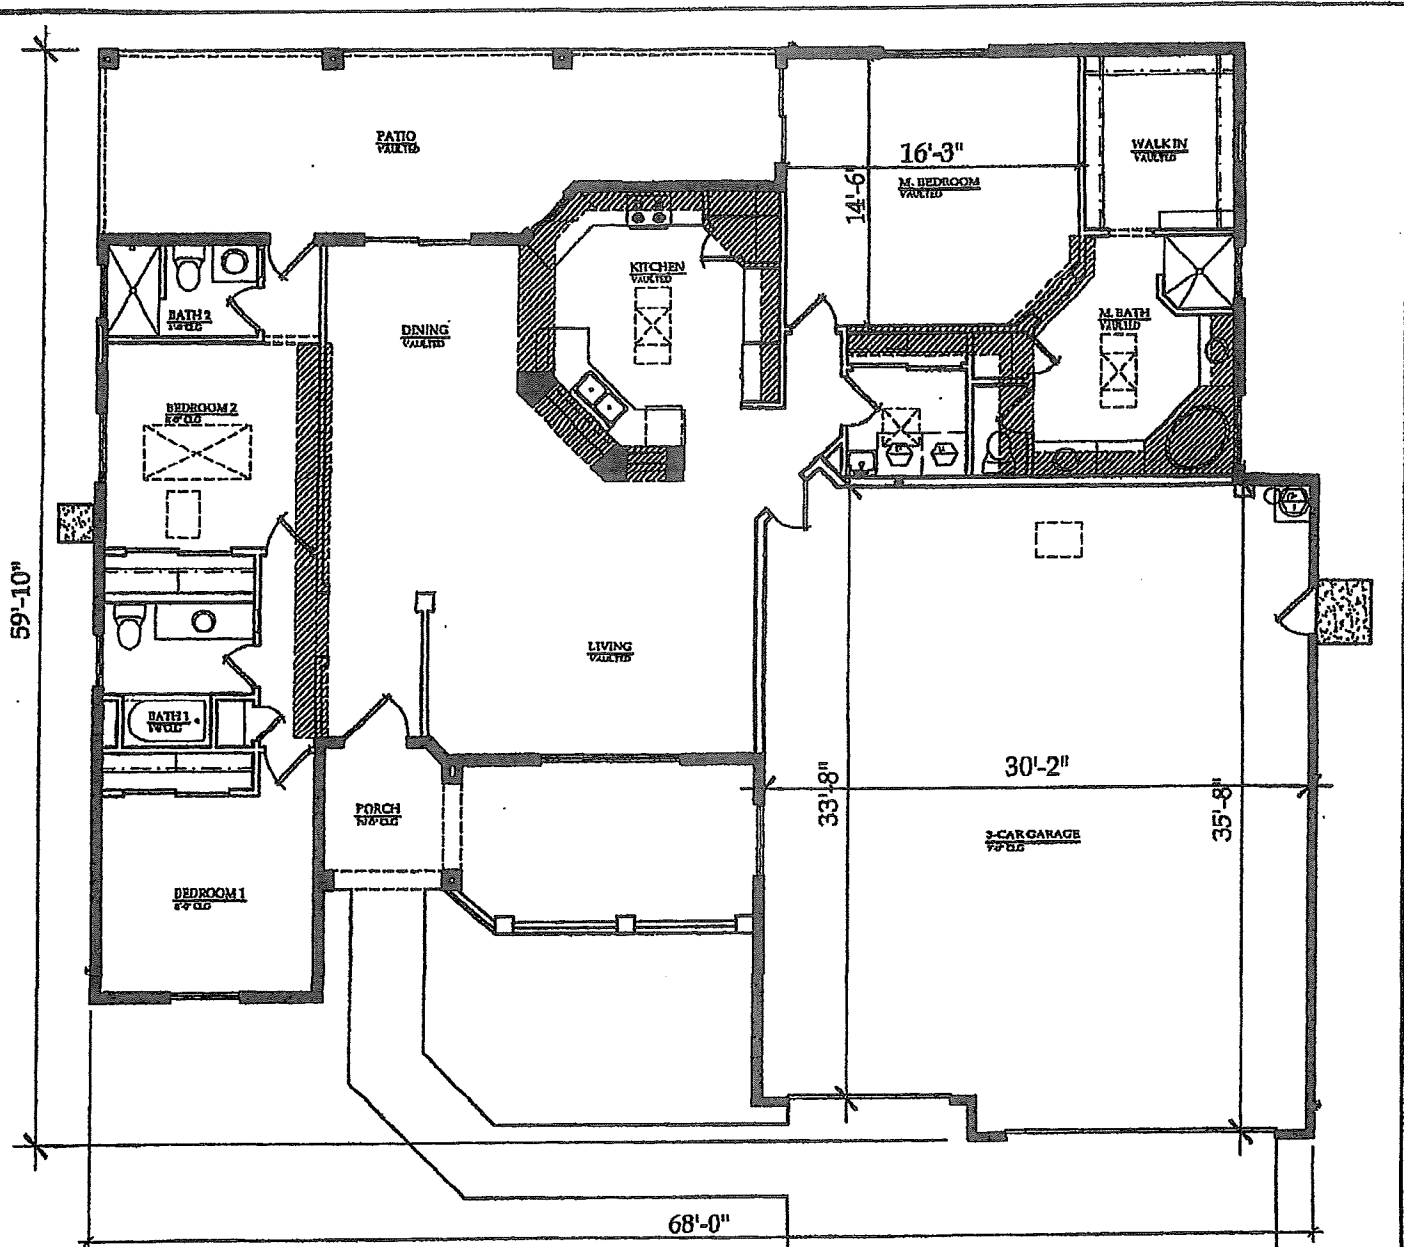 PATIO
VAULTED
16'-3"
WALK IN
VAULTED
M. BEDROOM
VAULTED
14'-6"
KITCHEN
VAULTED
BATH 2
DINING
VAULTED
M. BATH
VAULTED
BEDROOM 2
59'-10"
LIVING
VAULTED
BATH 1
30'-2"
33'-8"
35'-8"
PORCH
3-CAR GARAGE
BEDROOM 1
68'-0"